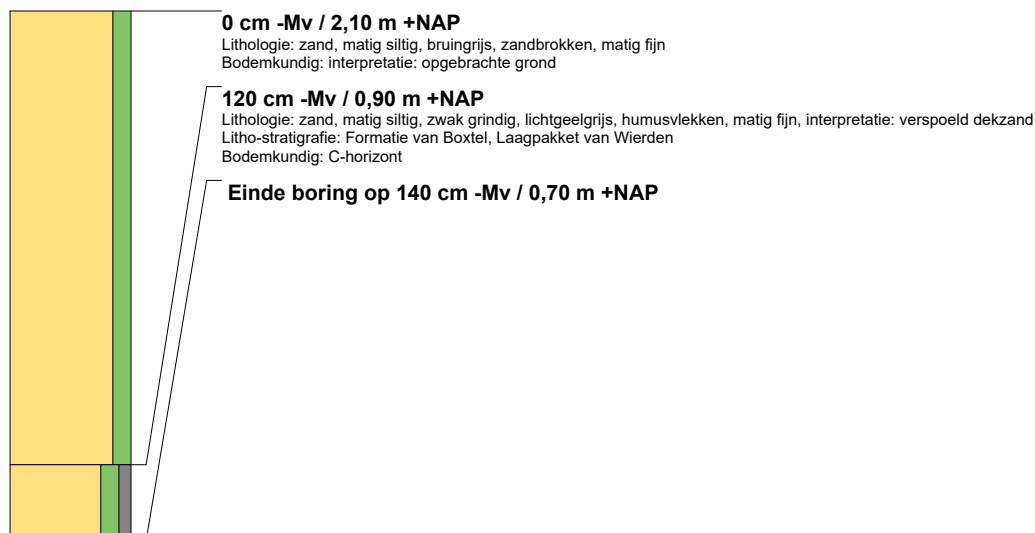 0 cm -Mv / 2,10 m +NAP
Lithologie: zand, matig siltig, bruingrijs, zandbrokken, matig fijn
Bodemkundig: interpretatie: opgebrachte grond
120 cm -Mv / 0,90 m +NAP
Lithologie: zand, matig siltig, zwak grindig, lichtgeelgrijs, humusvlekken, matig fijn, interpretatie: verspoeld dekzand
Litho-stratigrafie: Formatie van Boxtel, Laagpakket van Wierden
Bodemkundig: C-horizont
Einde boring op 140 cm -Mv / 0,70 m +NAP